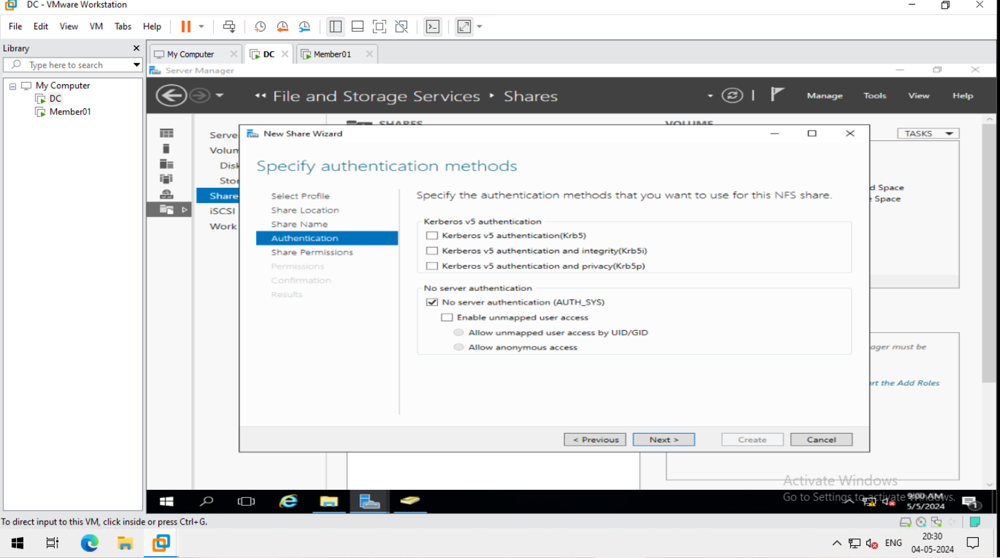 DC - VMware Workstation
File Edit View VM Tabs Help
Library
Type here to search
My Computer
DC
Member01
My Computer
DC
Member01
Server Manager
File and Storage Services Shares
Manage Tools View Help
SHARES
VOLUME
TASKS
Serve
Volum
Disk
Stor
Share
iSCSI
Work
New Share Wizard
Specify authentication methods
Select Profile
Share Location
Share Name
Authentication
Share Permissions
Permissions
Confirmation
Results
Specify the authentication methods that you want to use for this NFS share.
Kerberos v5 authentication
Kerberos v5 authentication(Krb5)
Kerberos v5 authentication and integrity(Krb5i)
Kerberos v5 authentication and privacy(Krb5p)
No server authentication
No server authentication (AUTH_SYS)
Enable unmapped user access
Allow unmapped user access by UID/GID
Allow anonymous access
< Previous
Next >
Create
Cancel
d Space
Space
ager must be
rt the Add Roles
Activate Windows
Go to Settings to activate Windows.
9:00 AM
5/5/2024
1
To direct input to this VM, click inside or press Ctrl+G.
ENG
20:30
04-05-2024